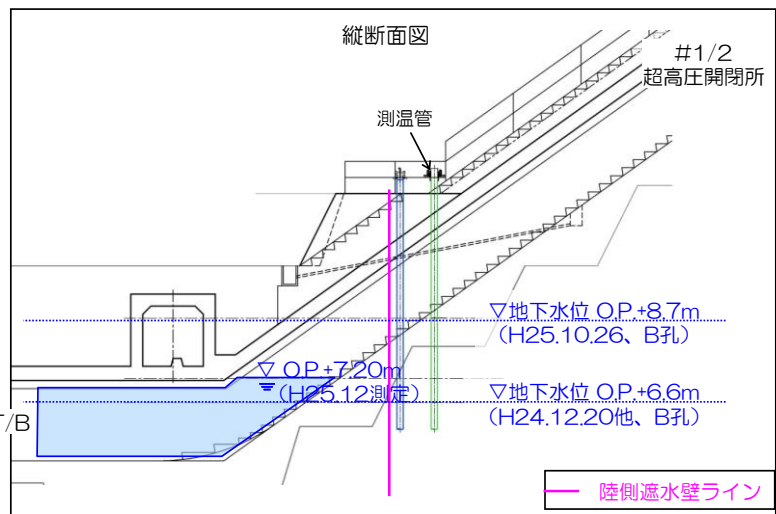 縦断面図
#1/2
超高圧開閉所
測温管
▽地下水位 O.P.+8.7m
(H25.10.26、B孔)
▽ O.P.+7.20m
(H25.12測定)
▽地下水位 O.P.+6.6m
(H24.12.20他、B孔)
T/B
陸側遮水壁ライン